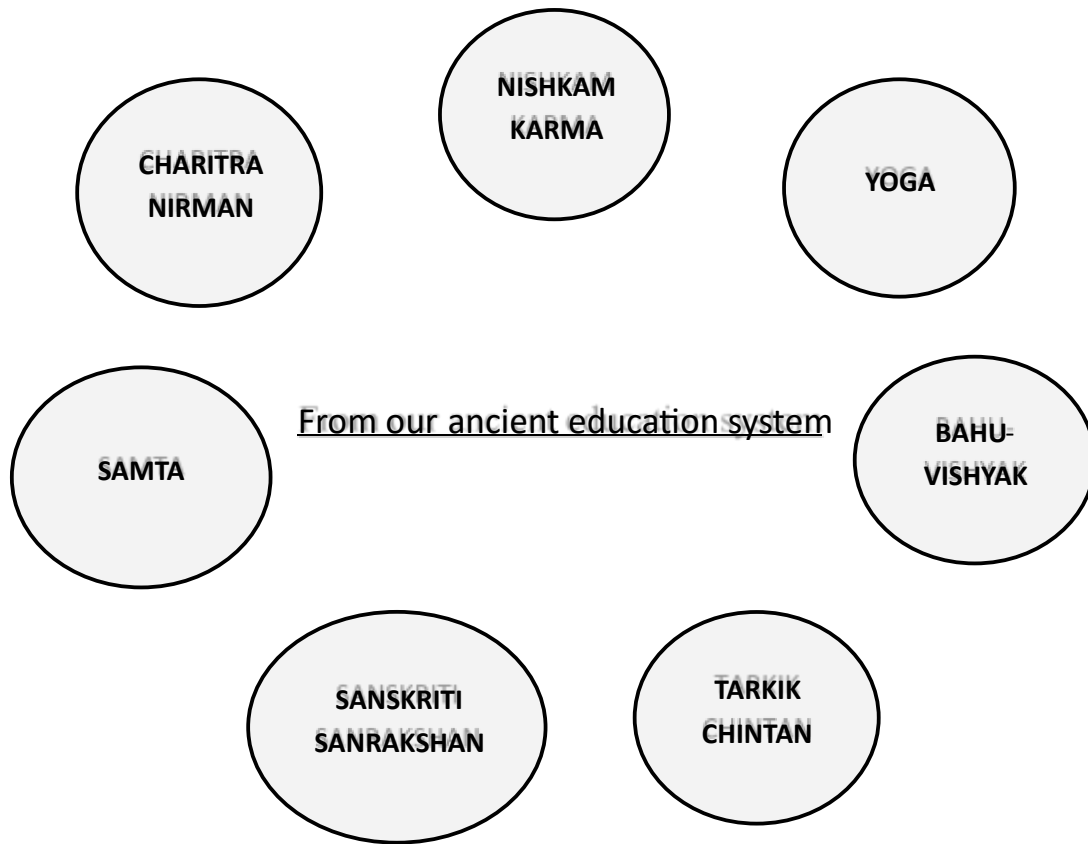 NISHKAM
KARMA
CHARITRA
NIRMAN
YOGA
From our ancient education system
BAHU-
VISHYAK
SAMTA
SANSKRITI
SANRAKSHAN
TARKIK
CHINTAN